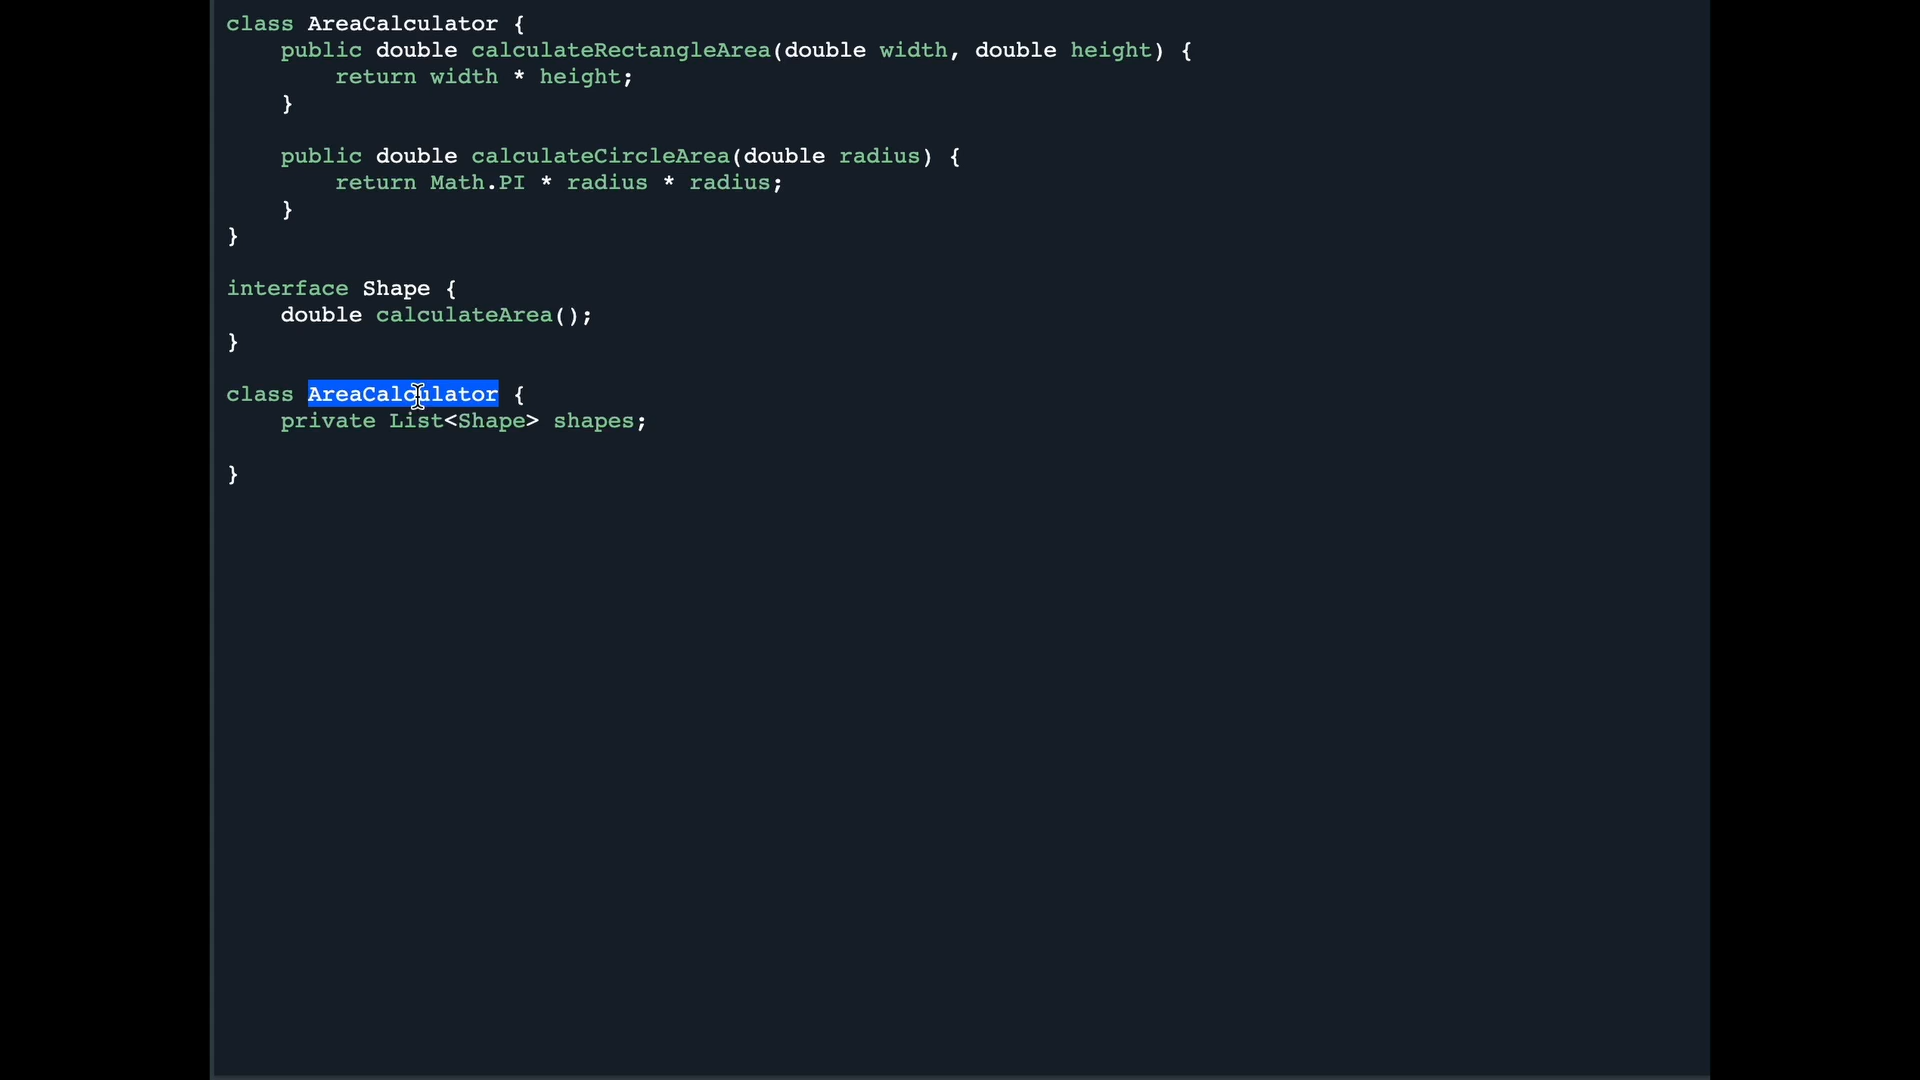 class AreaCalculator {
    public double calculateRectangleArea(double width, double height) {
        return width * height;
    }

    public double calculateCircleArea(double radius) {
        return Math.PI * radius * radius;
    }
}

interface Shape {
    double calculateArea();
}

class AreaCalculator {
    private List<Shape> shapes;

}